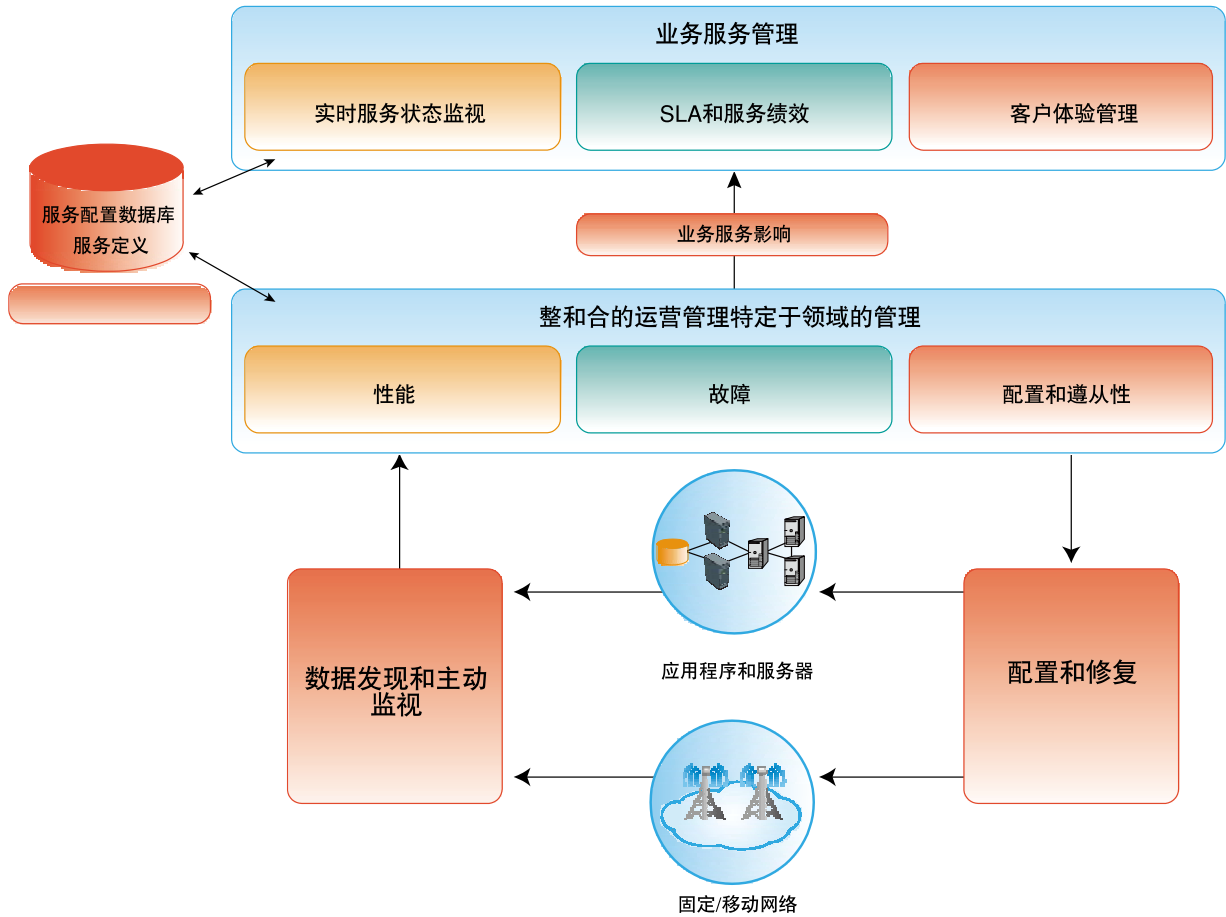 业务服务管理
实时服务状态监视
SLA和服务绩效
客户体验管理
服务配置数据库
服务定义
业务服务影响
整和合的运营管理特定于领域的管理
性能
故障
配置和遵从性
数据发现和主动
监视
应用程序和服务器
配置和修复
固定/移动网络